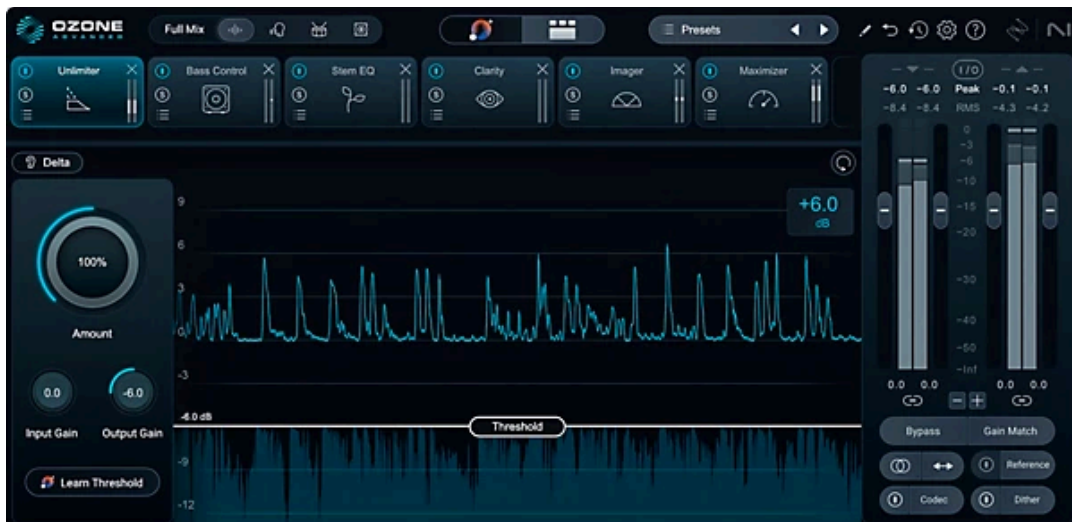 OZONE
ADVANCED
Full Mix
Presets
Unlimiter
Bass Control
Stem EQ
Clarity
Imager
Maximizer
S
S
S
S
S
S
I/O
-6.0 -6.0 Peak -0.1 -0.1
-8.4 -8.4 RMS -4.3 -4.2
Delta
+6.0
dB
9
6
3
0
-3
-6.0 dB
-9
-12
Threshold
100%
Amount
0.0
-6.0
Input Gain
Output Gain
Learn Threshold
0
-3
-6
-10
-15
-20
-30
-40
-50
-Inf
0.0 0.0
0.0 0.0
Bypass
Gain Match
Reference
Codec
Dither